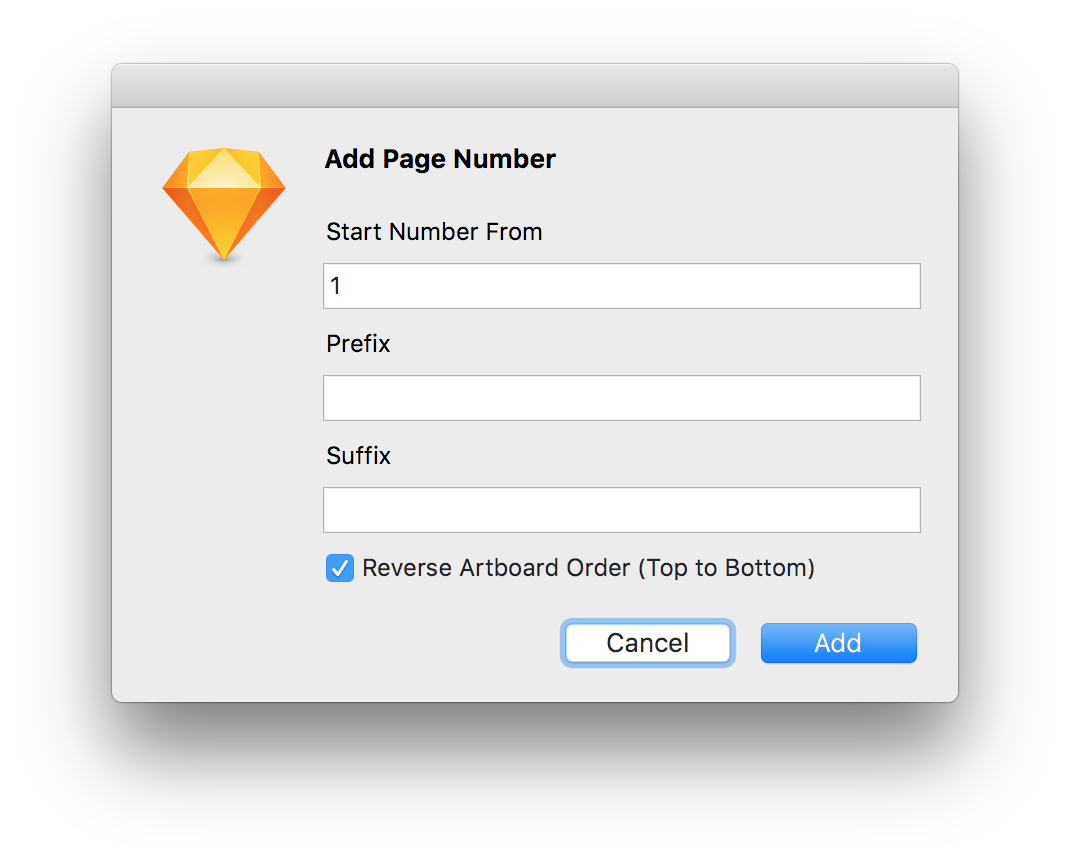 Add Page Number
Start Number From
1
Prefix
Suffix
Reverse Artboard Order (Top to Bottom)
Cancel
Add